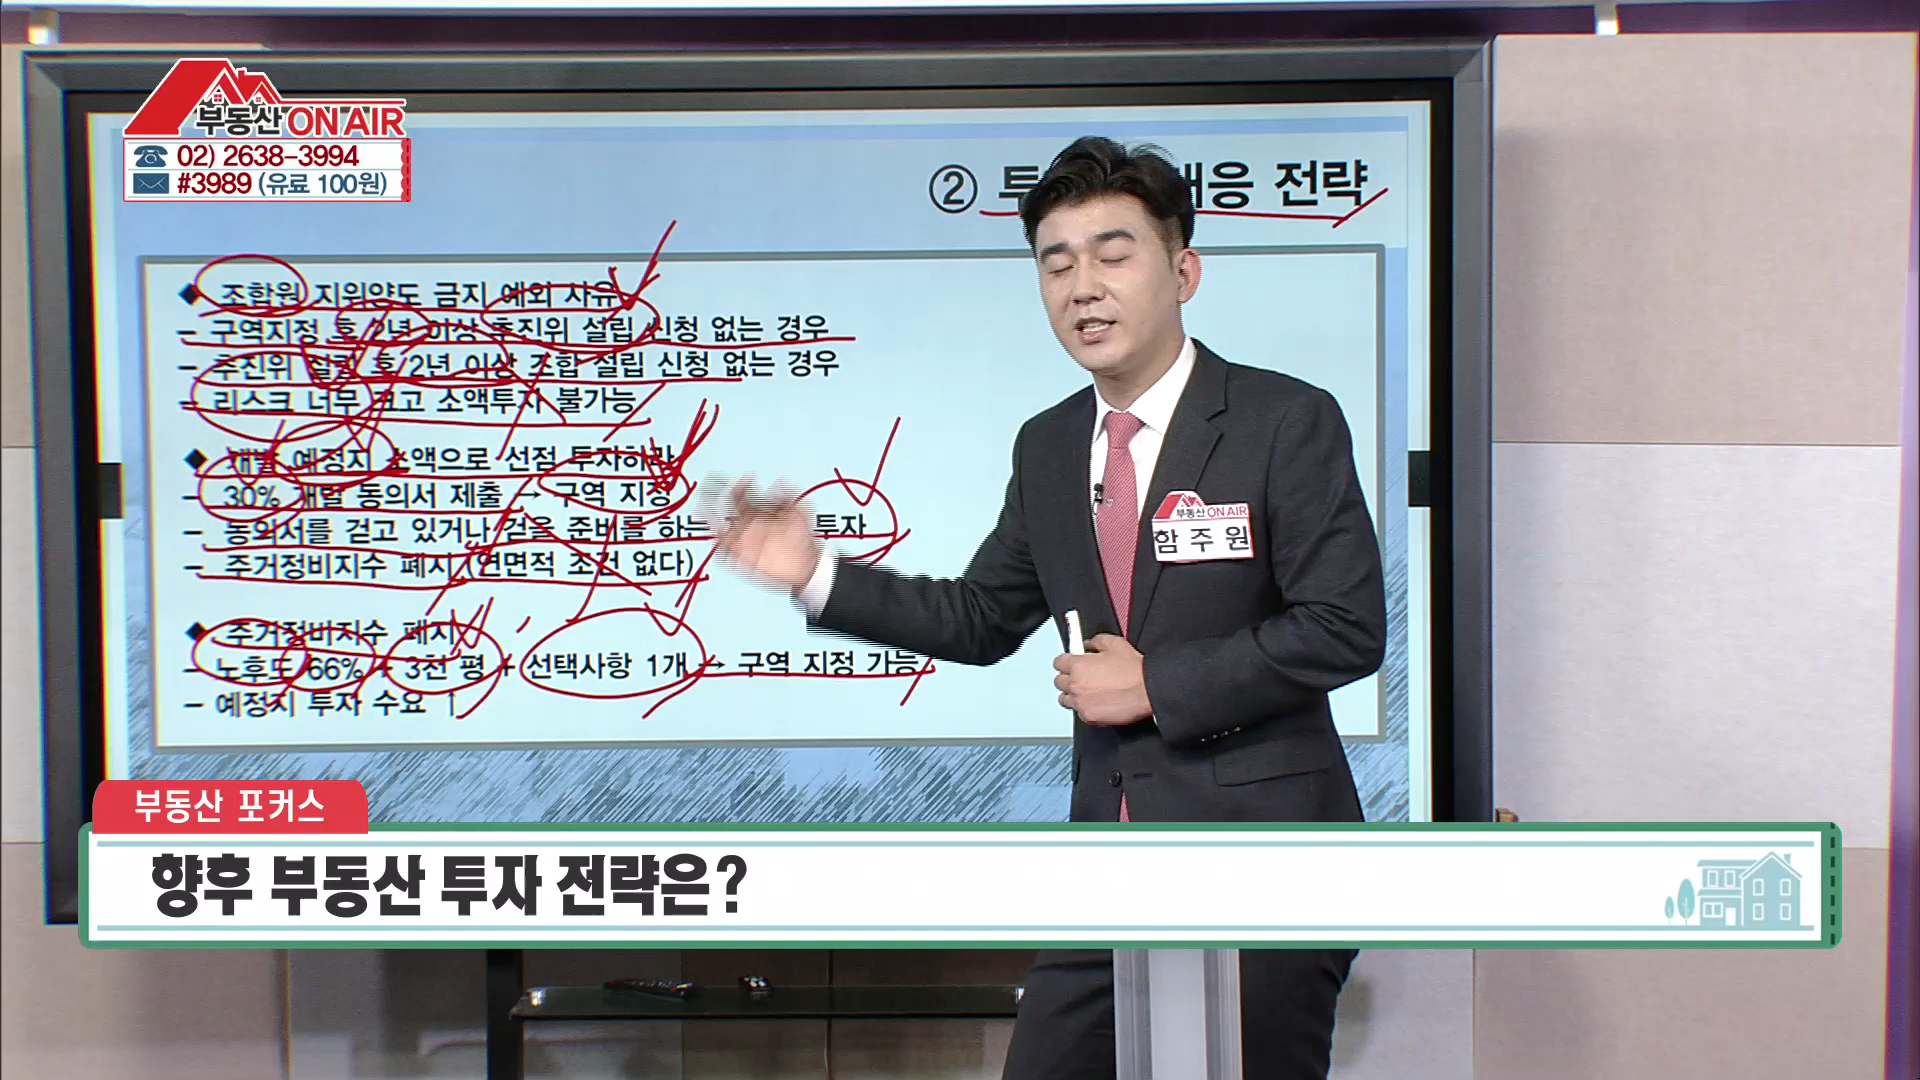 부동산 ON AIR
02) 2638-3994
#3989 (유료 100원)
② 투 대응 전략
◆ 조합원 지위양도 금지 예외 사유
- 구역지정 후 2년 이상 추진위 설립 신청 없는 경우
- 추진위 설립 후 2년 이상 조합 설립 신청 없는 경우
- 리스크 너무 크고 소액투자 불가능
◆ 개발 예정지 소액으로 선점 투자하라
- 30% 개발 동의서 제출 → 구역 지정
- 동의서를 걷고 있거나 걷을 준비를 하는 투자
- 주거정비지수 폐지 (연면적 조건 없다)
◆ 주거정비지수 폐지
- 노후도 66% + 3천 평 + 선택사항 1개 → 구역 지정 가능
- 예정지 투자 수요 ↑
부동산 ON AIR
함주원
부동산 포커스
향후 부동산 투자 전략은?